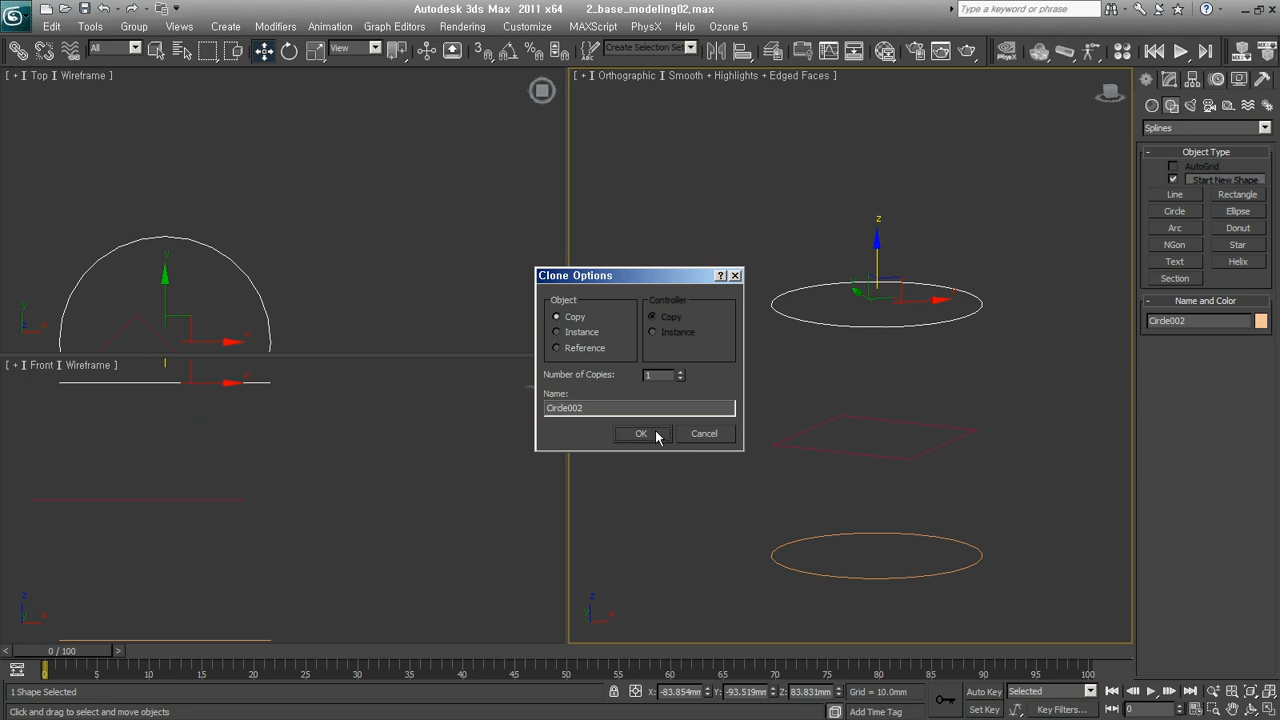 Autodesk 3ds Max 2011 x64 2_base_modeling02.max
Type a keyword or phrase
Edit Tools Group Views Create Modifiers Animation Graph Editors Rendering Customize MAXScript PhysX Ozone 5
All View Create Selection Set
[ + ] Top ] Wireframe ]
[ + ] Orthographic ] Smooth + Highlights + Edged Faces ]
Splines
- Object Type
AutoGrid
Start New Shape
Line Rectangle
Circle Ellipse
Arc Donut
NGon Star
Text Helix
Section
- Name and Color
Circle002
z
y
x
[ + ] Front ] Wireframe ]
Clone Options
Object Controller
Copy Copy
Instance Instance
Reference
Number of Copies: 1
Name:
Circle002
OK Cancel
0 / 100
0 5 10 15 20 25 30 35 40 45 50 55 60 65 70 75 80 85 90 95 100
1 Shape Selected X: -83.854mm Y: -93.519mm Z: 83.831mm Grid = 10.0mm Auto Key Selected
Click and drag to select and move objects Add Time Tag Set Key Key Filters... 0